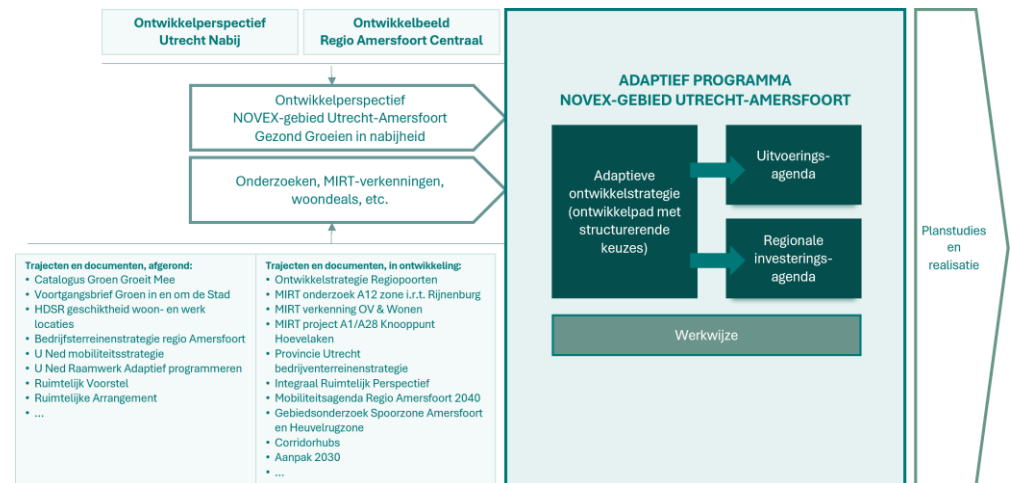 Ontwikkelperspectief
Utrecht Nabij
Ontwikkelbeeld
Regio Amersfoort Centraal
Ontwikkelperspectief
NOVEX-gebied Utrecht-Amersfoort
Gezond Groeien in nabijheid
Onderzoeken, MIRT-verkenningen,
woondeals, etc.
Trajecten en documenten, afgerond:
• Catalogus Groen Groeit Mee
• Voortgangsbrief Groen in en om de Stad
• HDSR geschiktheid woon- en werk
locaties
• Bedrijfsterreinenstrategie regio Amersfoort
• U Ned mobiliteitsstrategie
• U Ned Raamwerk Adaptief programmeren
• Ruimtelijk Voorstel
• Ruimtelijke Arrangement
• ...
Trajecten en documenten, in ontwikkeling:
• Ontwikkelstrategie Regiopoorten
• MIRT onderzoek A12 zone i.r.t. Rijnenburg
• MIRT verkenning OV & Wonen
• MIRT project A1/A28 Knooppunt
Hoevelaken
• Provincie Utrecht
bedrijventerreinenstrategie
• Integraal Ruimtelijk Perspectief
• Mobiliteitsagenda Regio Amersfoort 2040
• Gebiedsonderzoek Spoorzone Amersfoort
en Heuvelrugzone
• Corridorhubs
• Aanpak 2030
• ...
ADAPTIEF PROGRAMMA
NOVEX-GEBIED UTRECHT-AMERSFOORT
Adaptieve
ontwikkelstrategie
(ontwikkelpad met
structurerende
keuzes)
Uitvoerings-
agenda
Regionale
investerings-
agenda
Werkwijze
Planstudies
en
realisatie